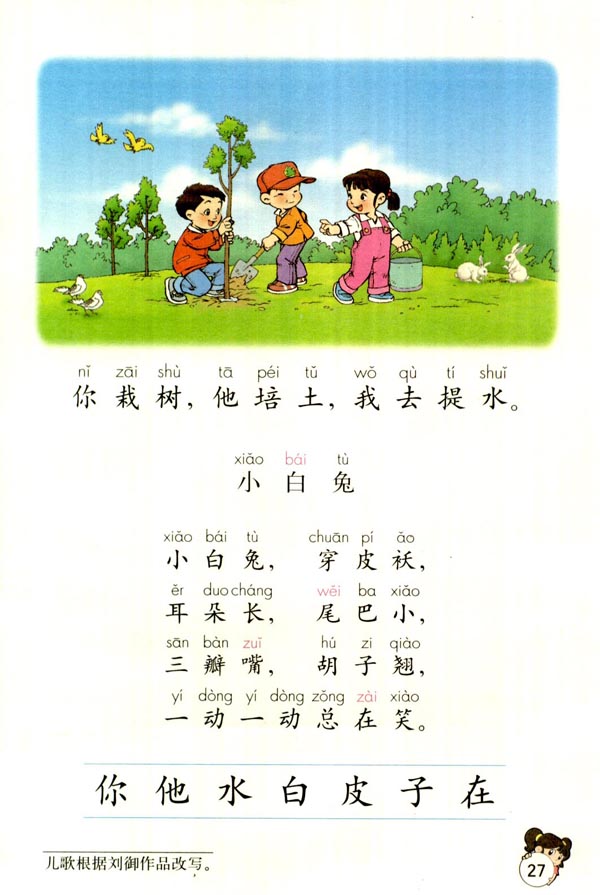 nǐ zāi shù tā péi tǔ wǒ qù tí shuǐ
你栽树，他培土，我去提水。
xiǎo bái tù
小白兔
xiǎo bái tù chuān pí ǎo
小白兔， 穿皮袄，
ěr duo cháng wěi ba xiǎo
耳朵长， 尾巴小，
sān bàn zuǐ hú zi qiào
三瓣嘴， 胡子翘，
yí dòng yí dòng zǒng zài xiào
一动一动总在笑。
你他水白皮子在
儿歌根据刘御作品改写。
27